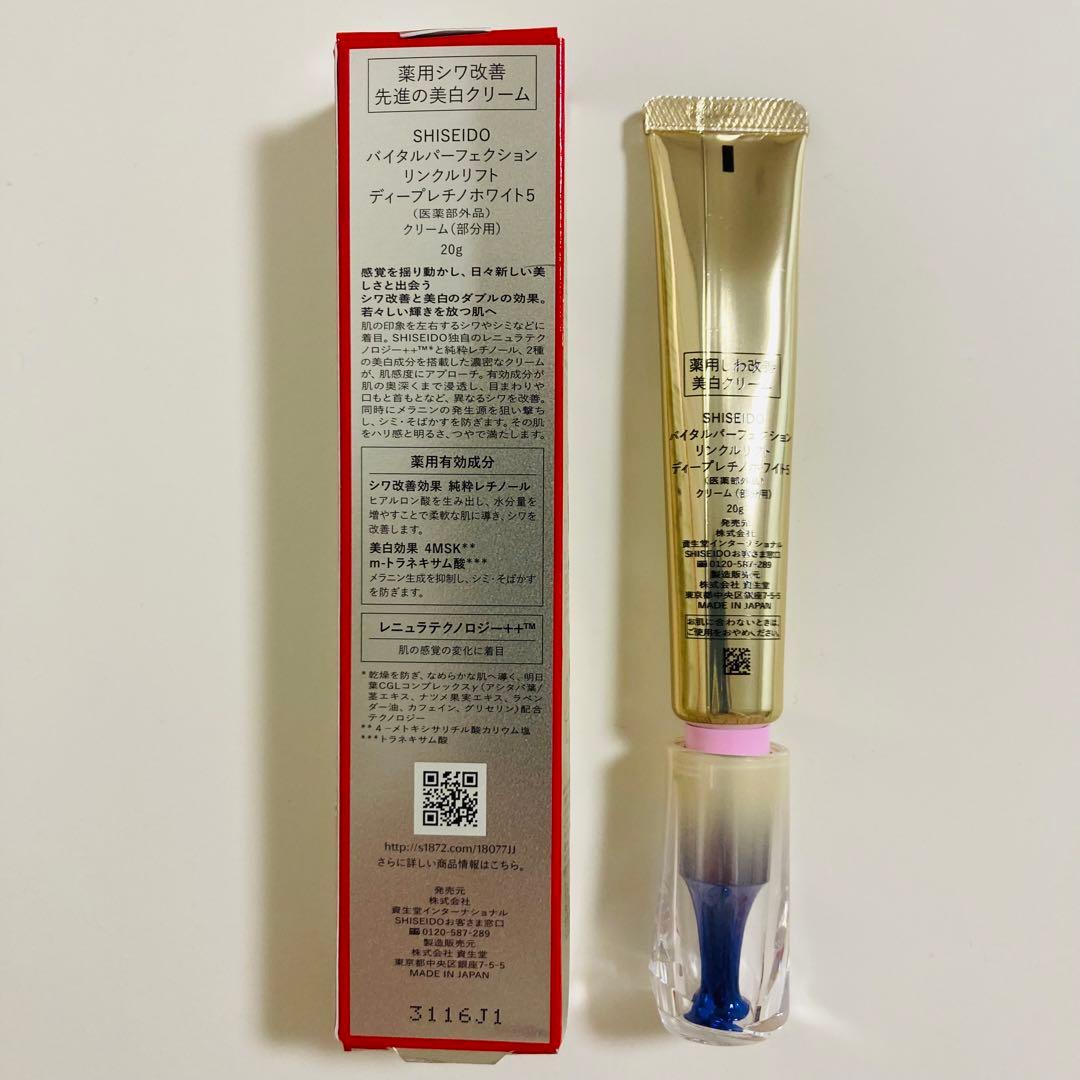 薬用シワ改善
先進の美白クリーム
SHISEIDO
バイタルパーフェクション
リンクルリフト
ディープレチノホワイト5
（医薬部外品）
クリーム（部分用）
20g
感覚を揺り動かし、日々新しい美
しさと出会う
シワ改善と美白のダブルの効果。
若々しい輝きを放つ肌へ
肌の印象を左右するシワやシミなどに
着目。SHISEIDO独自のレニュラテク
ノロジー++™*と純粋レチノール、2種
の美白成分を搭載した濃密なクリーム
が、肌感度にアプローチ。有効成分が
肌の奥深くまで浸透し、目まわりや
口もと首もとなど、異なるシワを改善。
同時にメラニンの発生源を狙い撃ち
し、シミ・そばかすを防ぎます。その肌
をハリ感と明るさ、つやで満たします。
薬用有効成分
シワ改善効果 純粋レチノール
ヒアルロン酸を生み出し、水分量を
増やすことで柔軟な肌に導き、シワを
改善します。
美白効果 4MSK**
m-トラネキサム酸***
メラニン生成を抑制し、シミ・そばかす
を防ぎます。
レニュラテクノロジー++™
肌の感覚の変化に着目
*乾燥を防ぎ、なめらかな肌へ導く、明日
葉CGLコンプレックスγ（アシタバ葉/
茎エキス、ナツメ果実エキス、ラベン
ダー油、カフェイン、グリセリン）配合
テクノロジー
**4-メトキシサリチル酸カリウム塩
***トラネキサム酸
http://s1872.com/18077JJ
さらに詳しい商品情報はこちら。
発売元
株式会社
資生堂インターナショナル
SHISEIDOお客さま窓口
0120-587-289
製造販売元
株式会社 資生堂
東京都中央区銀座7-5-5
MADE IN JAPAN
3116J1
薬用しわ改善
美白クリーム
SHISEIDO
バイタルパーフェクション
リンクルリフト
ディープレチノホワイト5
（医薬部外品）
クリーム（部分用）
20g
発売元
株式会社
資生堂インターナショナル
SHISEIDOお客さま窓口
0120-587-289
製造販売元
株式会社 資生堂
東京都中央区銀座7-5-5
MADE IN JAPAN
お肌に合わないときは、
ご使用をおやめください。